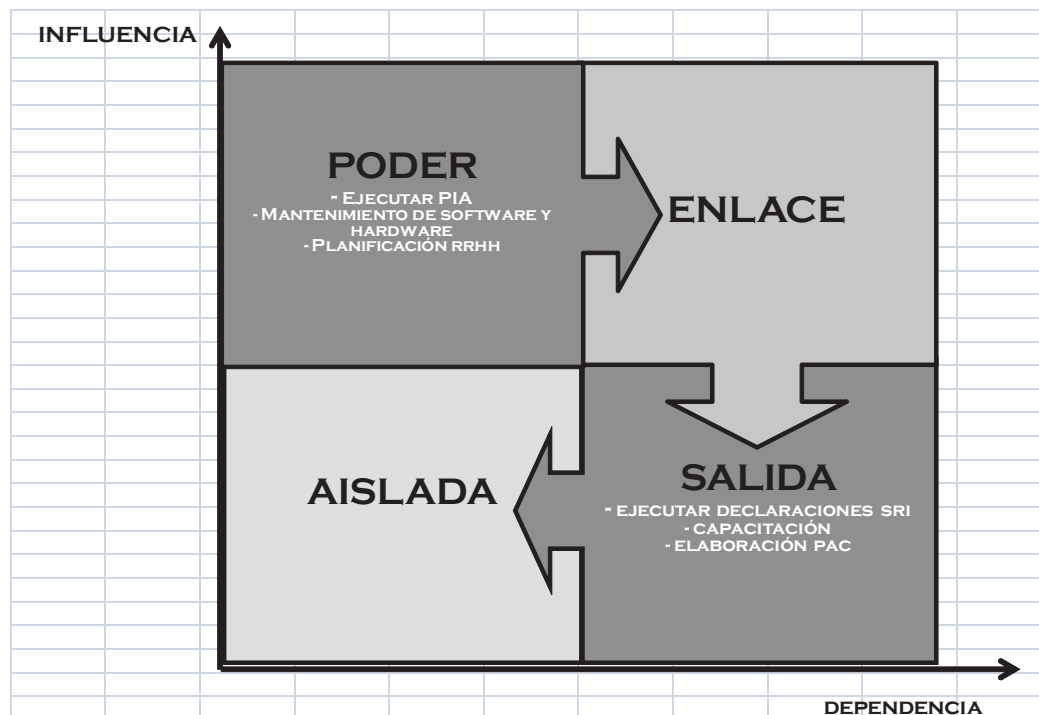 INFLUENCIA
PODER
- EJECUTAR PIA
- MANTENIMIENTO DE SOFTWARE Y
HARDWARE
- PLANIFICACIÓN RRHH
ENLACE
AISLADA
SALIDA
- EJECUTAR DECLARACIONES SRI
- CAPACITACIÓN
- ELABORACIÓN PAC
DEPENDENCIA